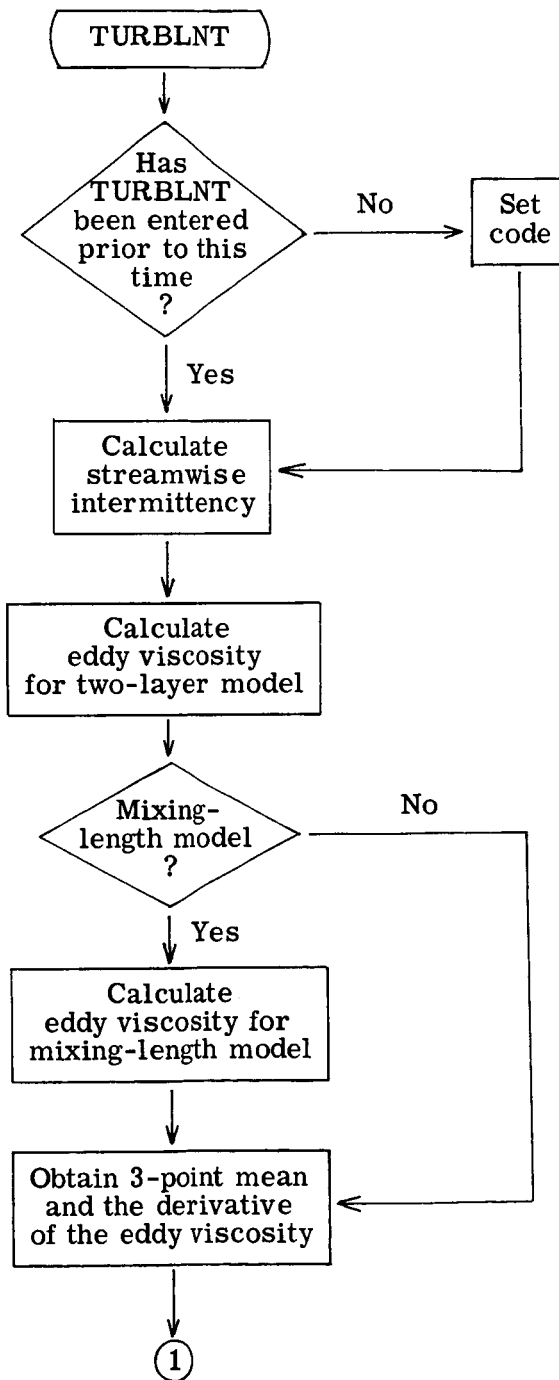 TURBLNT
Has
TURBLNT
been entered
prior to this
time
?
No
Set
code
Yes
Calculate
streamwise
intermittency
Calculate
eddy viscosity
for two-layer model
Mixing-
length model
?
No
Yes
Calculate
eddy viscosity for
mixing-length model
Obtain 3-point mean
and the derivative
of the eddy viscosity
1